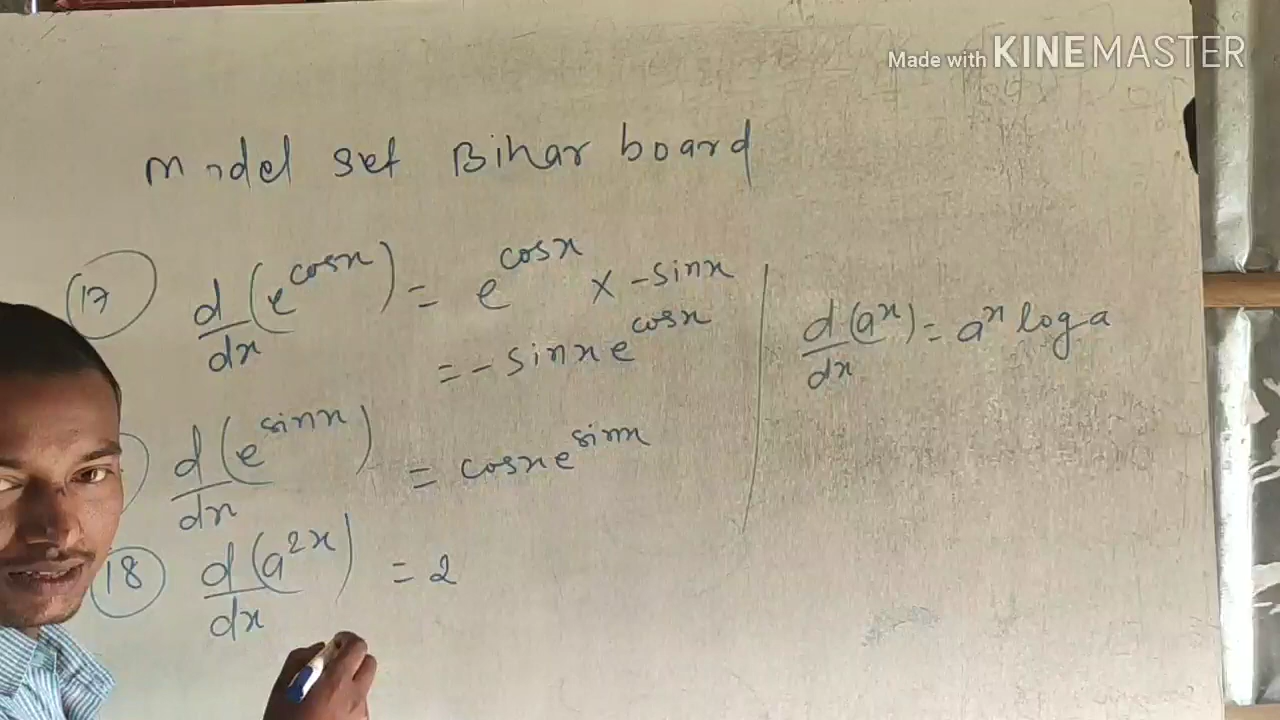 Made with KINEMASTER
Model set Bihar board
17 d/dx (e^cosx) = e^cosx × -sinx
= - sinx e^cosx
d/dx (e^sinx) = cosx e^sinx
18 d/dx (a^2x) = 2
d/dx (a^x) = a^x log a